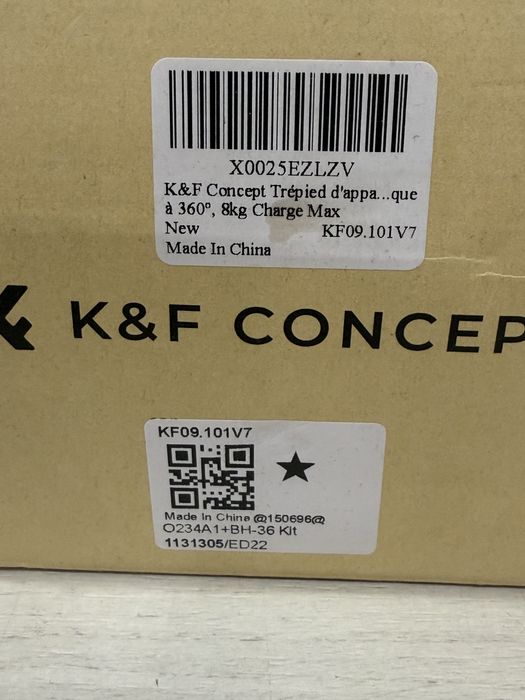 X0025EZLZV
K&F Concept Trépied d'appa...que
à 360°, 8kg Charge Max
New KF09.101V7
Made In China
K&F CONCEP
KF09.101V7
Made In China @150696@
O234A1+BH-36 Kit
1131305/ED22